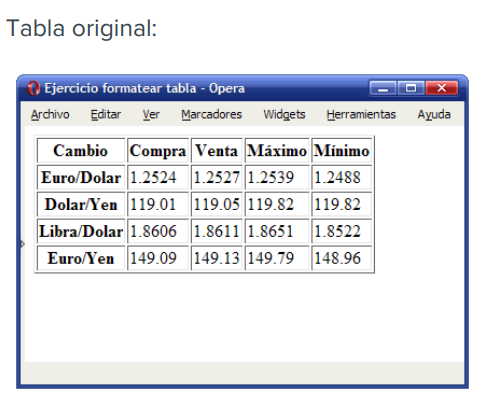 Tabla original:
Ejercicio formatear tabla - Opera
Archivo Editar Ver Marcadores Widgets Herramientas Ayuda
Cambio Compra Venta Máximo Mínimo
Euro/Dolar 1.2524 1.2527 1.2539 1.2488
Dolar/Yen 119.01 119.05 119.82 119.82
Libra/Dolar 1.8606 1.8611 1.8651 1.8522
Euro/Yen 149.09 149.13 149.79 148.96